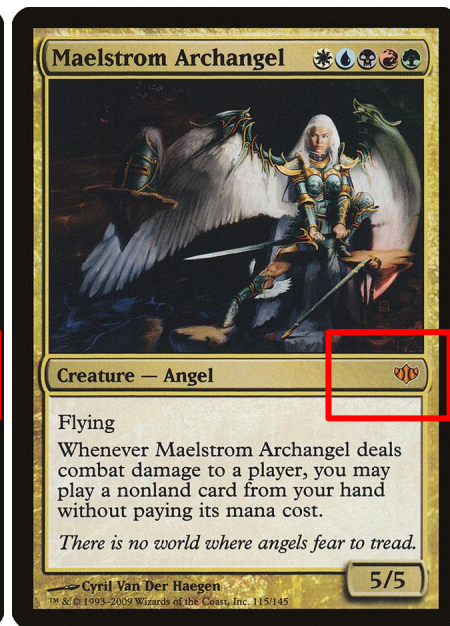 Maelstrom Archangel
Creature — Angel
Flying
Whenever Maelstrom Archangel deals
combat damage to a player, you may
play a nonland card from your hand
without paying its mana cost.
There is no world where angels fear to tread.
Cyril Van Der Haegen
5/5
™ & © 1993–2009 Wizards of the Coast, Inc. 115/145